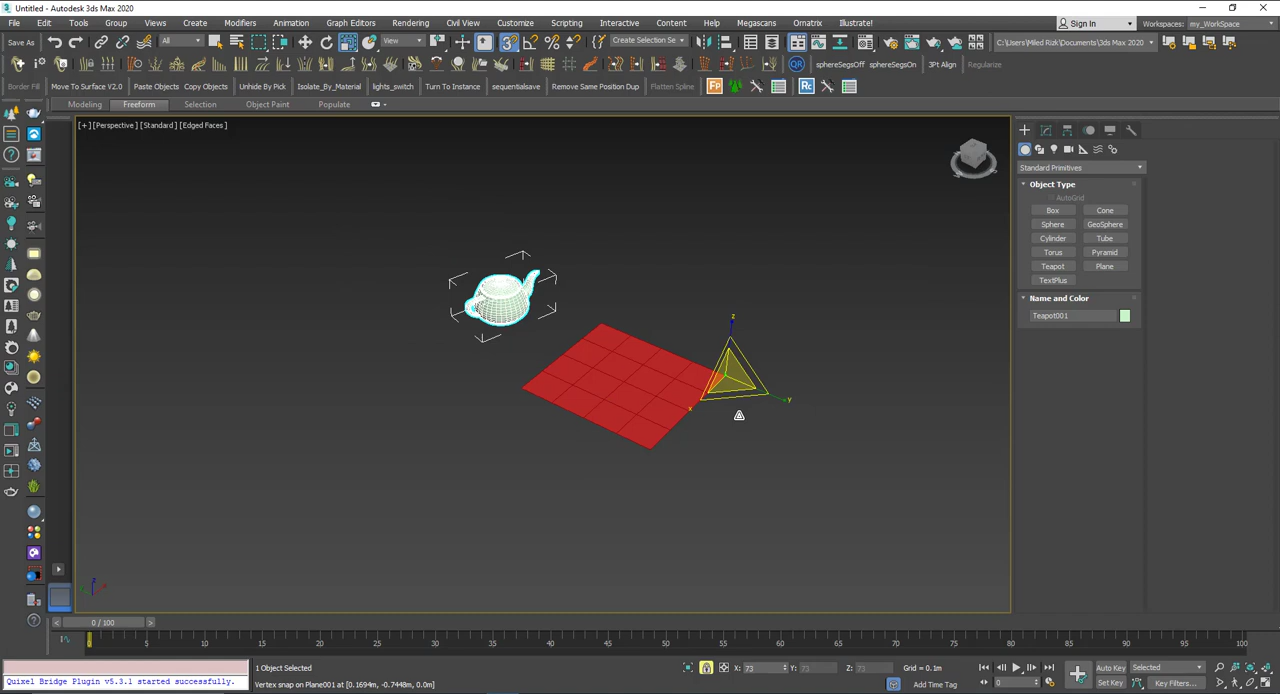 Untitled - Autodesk 3ds Max 2020
File Edit Tools Group Views Create Modifiers Animation Graph Editors Rendering Civil View Customize Scripting Interactive Content Help Megascans Ornatrix Illustrate! Sign In Workspaces: my_WorkSpace
Save As All View Create Selection Se C:\Users\Miled Rizk\Documents\3ds Max 2020
QR sphereSegsOff sphereSegsOn 3Pt Align Regularize
Border Fill Move To Surface V2.0 Paste Objects Copy Objects Unhide By Pick Isolate_By_Material lights_switch Turn To Instance sequentialsave Remove Same Position Dup Flatten Spline Fp Rc
Modeling Freeform Selection Object Paint Populate
[+] [Perspective ] [Standard ] [Edged Faces ]
Standard Primitives
Object Type
AutoGrid
Box Cone
Sphere GeoSphere
Cylinder Tube
Torus Pyramid
Teapot Plane
TextPlus
Name and Color
Teapot001
z
x
y
z
0 / 100
0 5 10 15 20 25 30 35 40 45 50 55 60 65 70 75 80 85 90 95 100
1 Object Selected X: 73 Y: 73 Z: 73 Grid = 0.1m Auto Key Selected
Quixel Bridge Plugin v5.3.1 started successfully. Vertex snap on Plane001 at [0.1694m, -0.7448m, 0.0m] Add Time Tag 0 Set Key Key Filters...